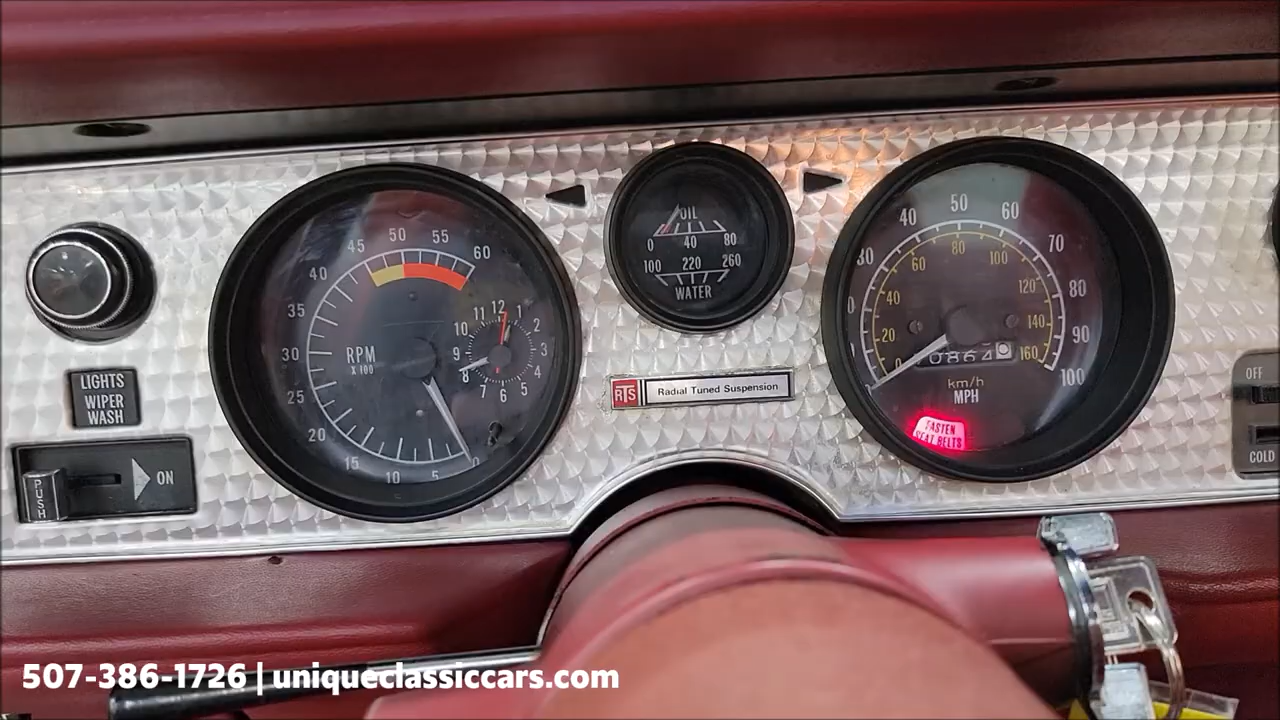 45 50 55 60
40
35
30
25
20
15
10
5
0
RPM
X 100
12
1
2
3
4
5
6
7
8
9
10
11
OIL
0 40 80
100 220 260
WATER
RTS Radial Tuned Suspension
30 40 50 60 70 80 90 100
0 20 40 60 80 100 120 140 160
km/h
MPH
FASTEN
SEAT BELTS
LIGHTS
WIPER
WASH
PUSH
ON
OFF
COLD
507-386-1726 | uniqueclassiccars.com